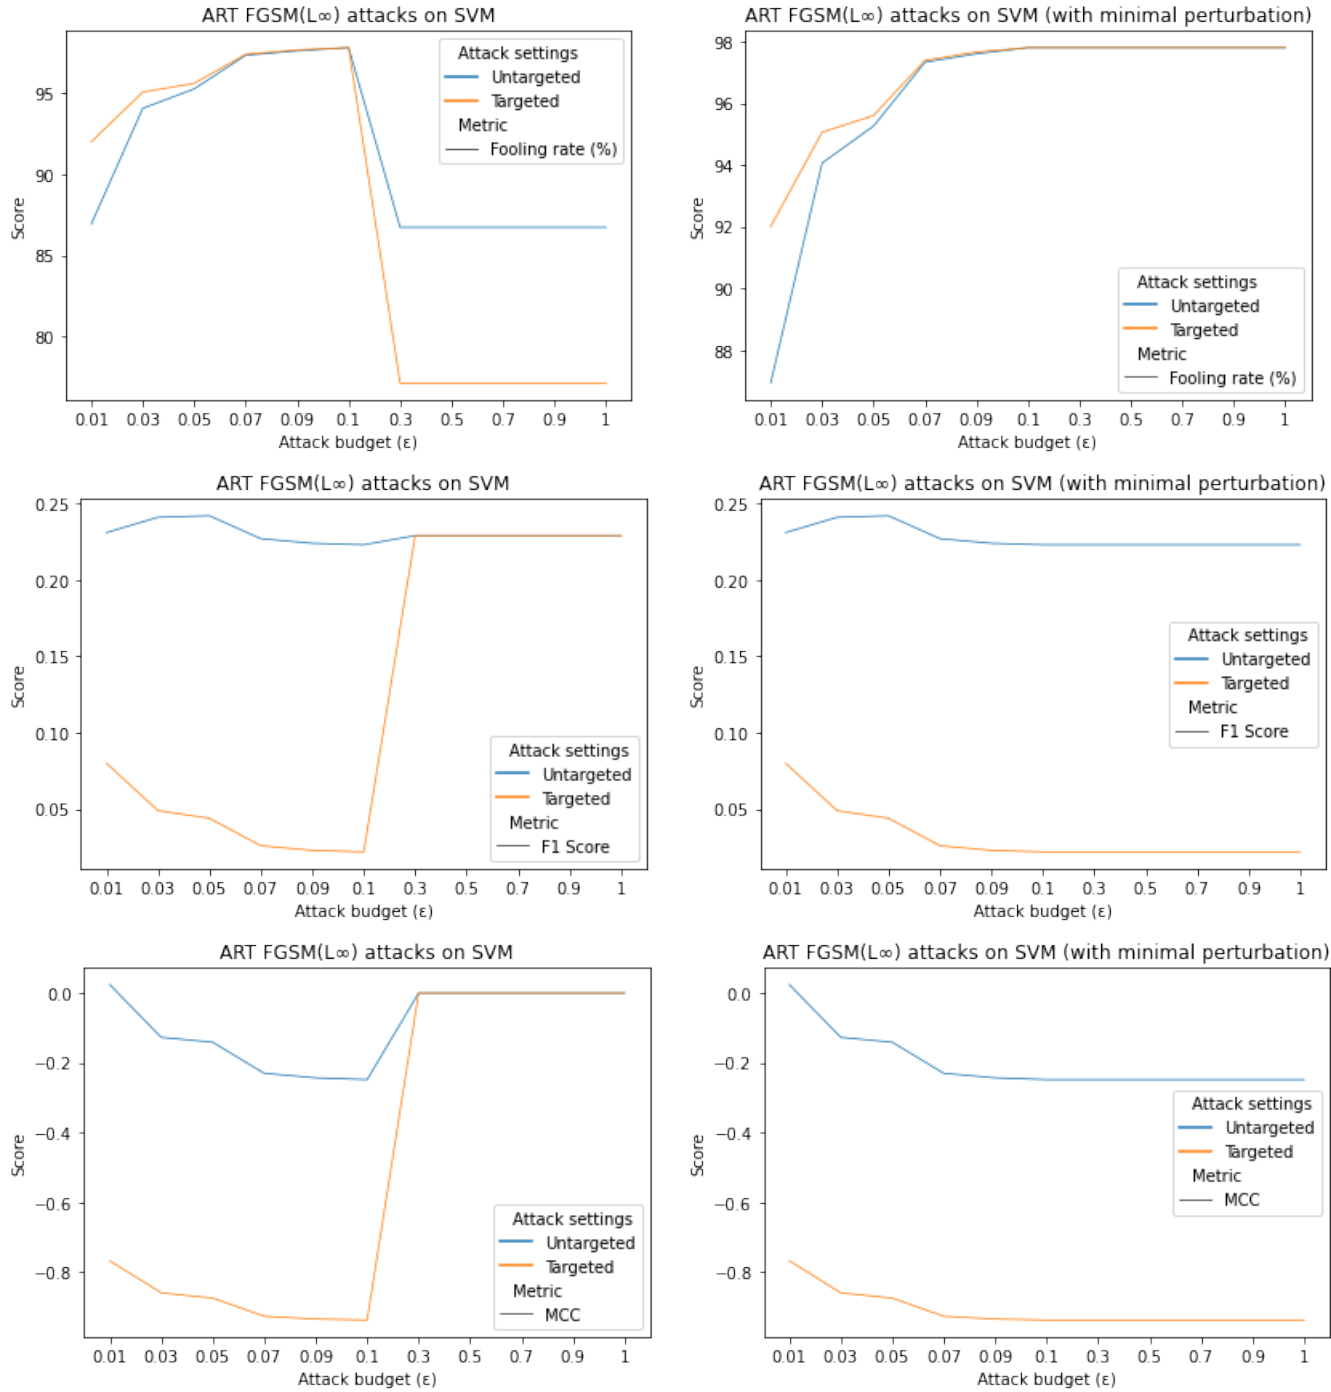 ART FGSM(L∞) attacks on SVM
Score
95
90
85
80
0.01 0.03 0.05 0.07 0.09 0.1 0.3 0.5 0.7 0.9 1
Attack budget (ε)
Attack settings
Untargeted
Targeted
Metric
Fooling rate (%)
ART FGSM(L∞) attacks on SVM (with minimal perturbation)
Score
98
96
94
92
90
88
0.01 0.03 0.05 0.07 0.09 0.1 0.3 0.5 0.7 0.9 1
Attack budget (ε)
Attack settings
Untargeted
Targeted
Metric
Fooling rate (%)
ART FGSM(L∞) attacks on SVM
Score
0.25
0.20
0.15
0.10
0.05
0.01 0.03 0.05 0.07 0.09 0.1 0.3 0.5 0.7 0.9 1
Attack budget (ε)
Attack settings
Untargeted
Targeted
Metric
F1 Score
ART FGSM(L∞) attacks on SVM (with minimal perturbation)
Score
0.25
0.20
0.15
0.10
0.05
0.01 0.03 0.05 0.07 0.09 0.1 0.3 0.5 0.7 0.9 1
Attack budget (ε)
Attack settings
Untargeted
Targeted
Metric
F1 Score
ART FGSM(L∞) attacks on SVM
Score
0.0
−0.2
−0.4
−0.6
−0.8
0.01 0.03 0.05 0.07 0.09 0.1 0.3 0.5 0.7 0.9 1
Attack budget (ε)
Attack settings
Untargeted
Targeted
Metric
MCC
ART FGSM(L∞) attacks on SVM (with minimal perturbation)
Score
0.0
−0.2
−0.4
−0.6
−0.8
0.01 0.03 0.05 0.07 0.09 0.1 0.3 0.5 0.7 0.9 1
Attack budget (ε)
Attack settings
Untargeted
Targeted
Metric
MCC